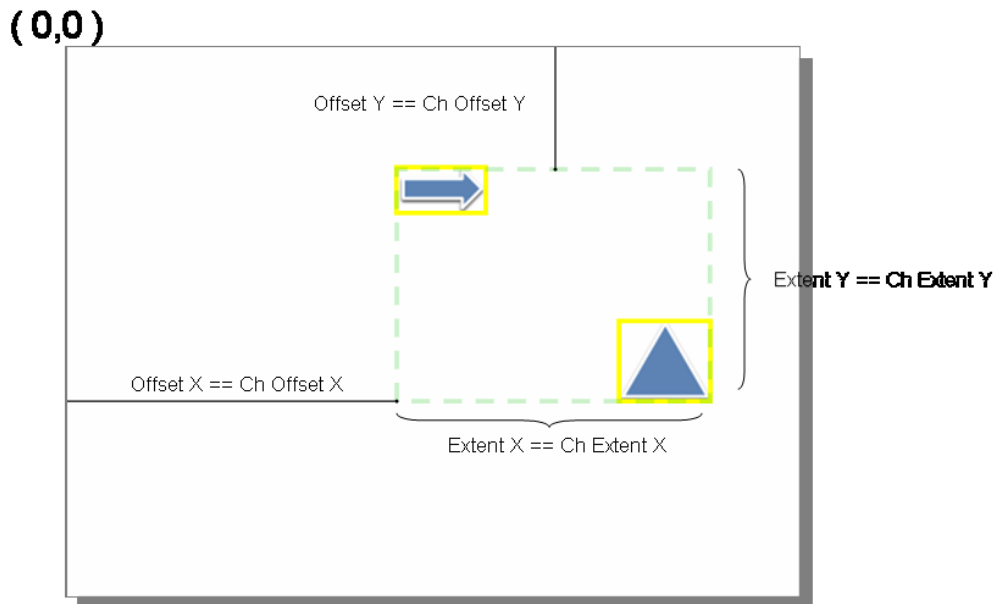 ( 0,0 )
Offset Y == Ch Offset Y
Extent Y == Ch Extent Y
Offset X == Ch Offset X
Extent X == Ch Extent X